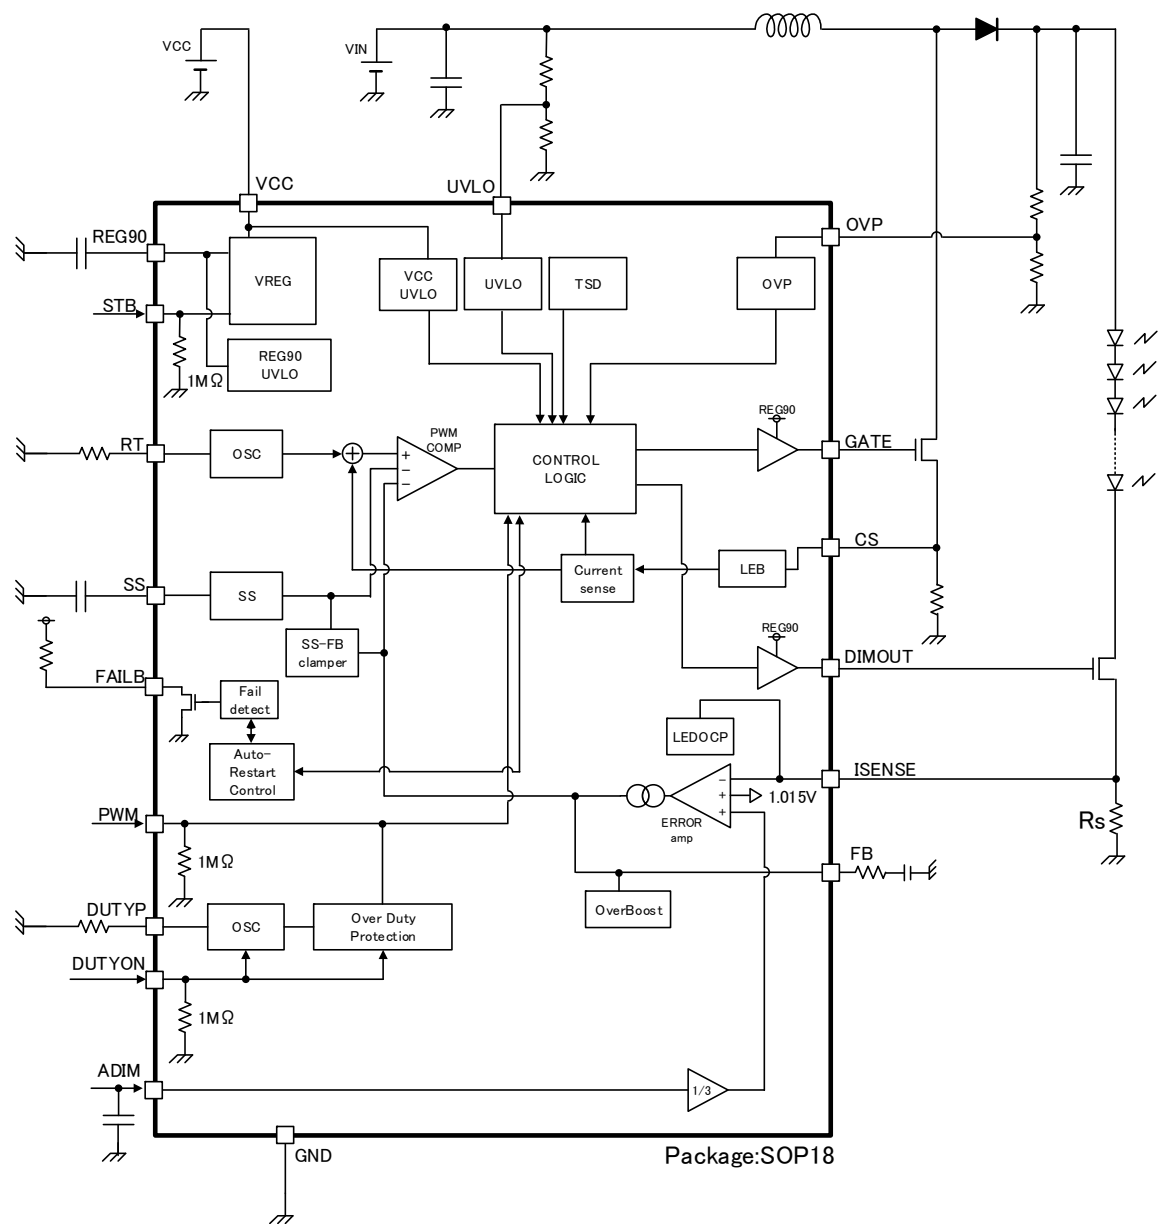 VCC
VIN
VCC
UVLO
REG90
OVP
VREG
VCC
UVLO
UVLO
TSD
OVP
STB
REG90
UVLO
1MΩ
REG90
PWM
COMP
RT
OSC
+
+
−
−
CONTROL
LOGIC
GATE
CS
SS
SS
Current
sense
LEB
SS-FB
clamper
REG90
DIMOUT
FAILB
Fail
detect
LEDOCP
Auto-
Restart
Control
ISENSE
−
+
+
1.015V
PWM
ERROR
amp
Rs
1MΩ
FB
DUTYP
OSC
Over Duty
Protection
OverBoost
DUTYON
1MΩ
ADIM
1/3
GND
Package:SOP18